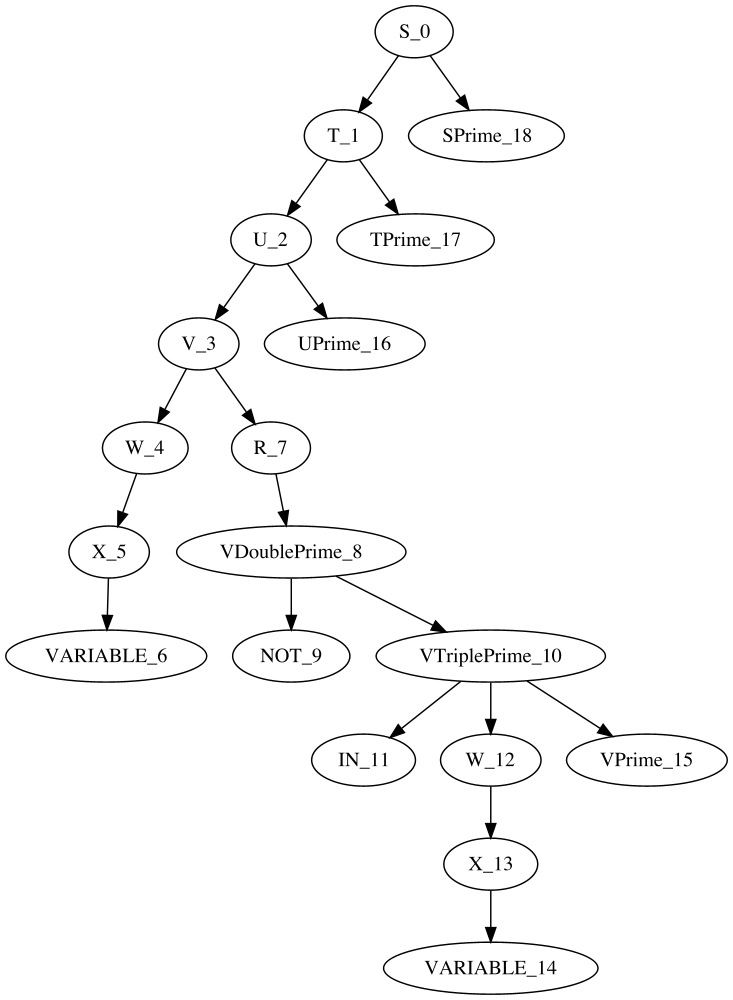 S_0
T_1
SPrime_18
U_2
TPrime_17
V_3
UPrime_16
W_4
R_7
X_5
VDoublePrime_8
VARIABLE_6
NOT_9
VTriplePrime_10
IN_11
W_12
VPrime_15
X_13
VARIABLE_14